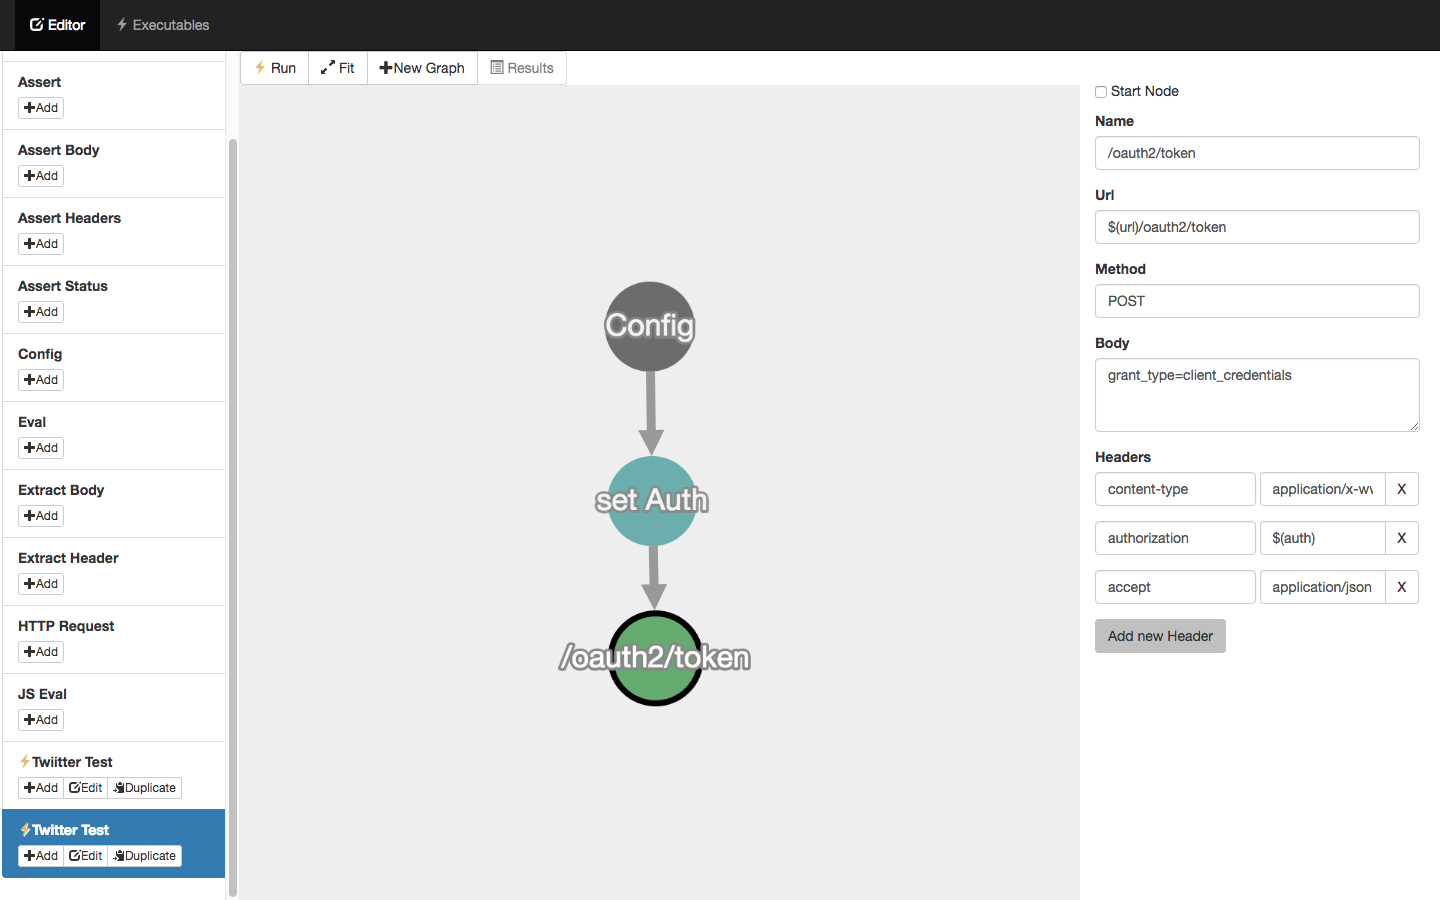 Editor
Executables
Assert
Add
Assert Body
Add
Assert Headers
Add
Assert Status
Add
Config
Add
Eval
Add
Extract Body
Add
Extract Header
Add
HTTP Request
Add
JS Eval
Add
Twiitter Test
Add Edit Duplicate
Twitter Test
Add Edit Duplicate
Run Fit New Graph Results
Config
set Auth
/oauth2/token
Start Node
Name
/oauth2/token
Url
$(url)/oauth2/token
Method
POST
Body
grant_type=client_credentials
Headers
content-type application/x-w X
authorization $(auth) X
accept application/json X
Add new Header